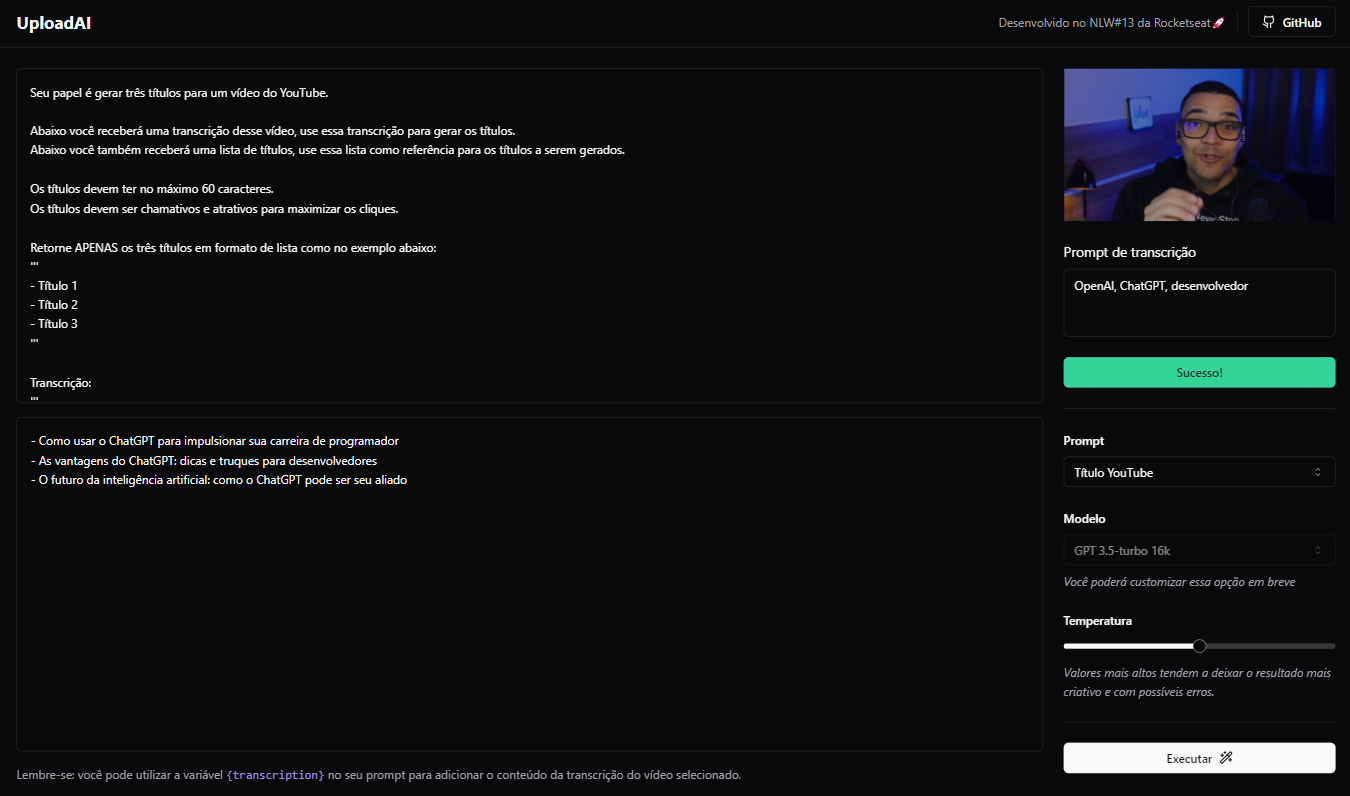 UploadAI
Desenvolvido no NLW#13 da Rocketseat🚀
GitHub
Seu papel é gerar três títulos para um vídeo do YouTube.
Abaixo você receberá uma transcrição desse vídeo, use essa transcrição para gerar os títulos.
Abaixo você também receberá uma lista de títulos, use essa lista como referência para os títulos a serem gerados.
Os títulos devem ter no máximo 60 caracteres.
Os títulos devem ser chamativos e atrativos para maximizar os cliques.
Retorne APENAS os três títulos em formato de lista como no exemplo abaixo:
'''
- Título 1
- Título 2
- Título 3
'''
Transcrição:
'''
- Como usar o ChatGPT para impulsionar sua carreira de programador
- As vantagens do ChatGPT: dicas e truques para desenvolvedores
- O futuro da inteligência artificial: como o ChatGPT pode ser seu aliado
Lembre-se: você pode utilizar a variável {transcription} no seu prompt para adicionar o conteúdo da transcrição do vídeo selecionado.
Prompt de transcrição
OpenAI, ChatGPT, desenvolvedor
Sucesso!
Prompt
Título YouTube
Modelo
GPT 3.5-turbo 16k
Você poderá customizar essa opção em breve
Temperatura
Valores mais altos tendem a deixar o resultado mais
criativo e com possíveis erros.
Executar